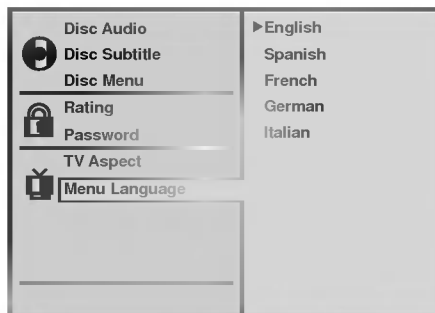 Disc Audio
Disc Subtitle
Disc Menu
Rating
Password
TV Aspect
Menu Language
English
Spanish
French
German
Italian